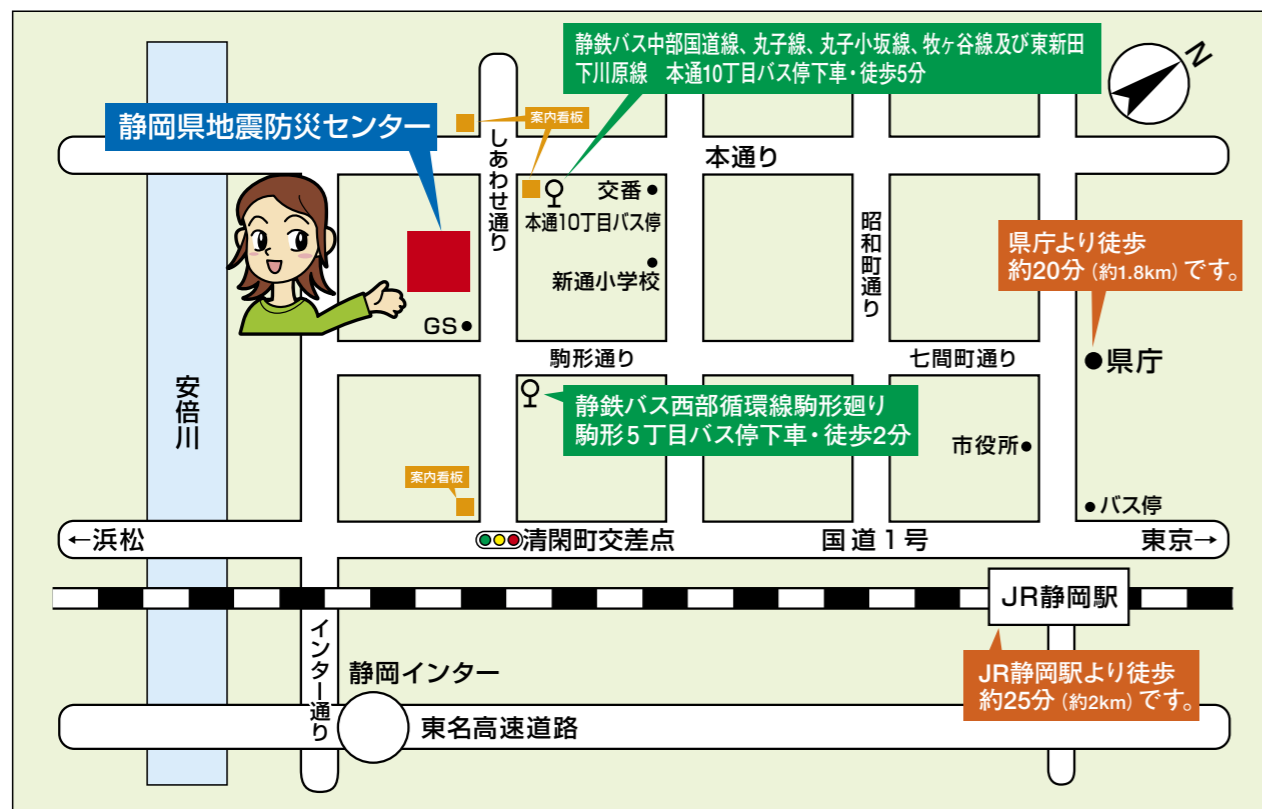 静鉄バス中部国道線、丸子線、丸子小坂線、牧ヶ谷線及び東新田
下川原線 本通10丁目バス停下車・徒歩5分
N
静岡県地震防災センター
案内看板
しあわせ通り
本通り
交番
本通10丁目バス停
昭和町通り
新通小学校
県庁より徒歩
約20分(約1.8km)です。
GS
駒形通り
七間町通り
県庁
安倍川
静鉄バス西部循環線駒形廻り
駒形5丁目バス停下車・徒歩2分
市役所
案内看板
バス停
←浜松
清閑町交差点
国道1号
東京→
JR静岡駅
インター通り
静岡インター
JR静岡駅より徒歩
約25分(約2km)です。
東名高速道路